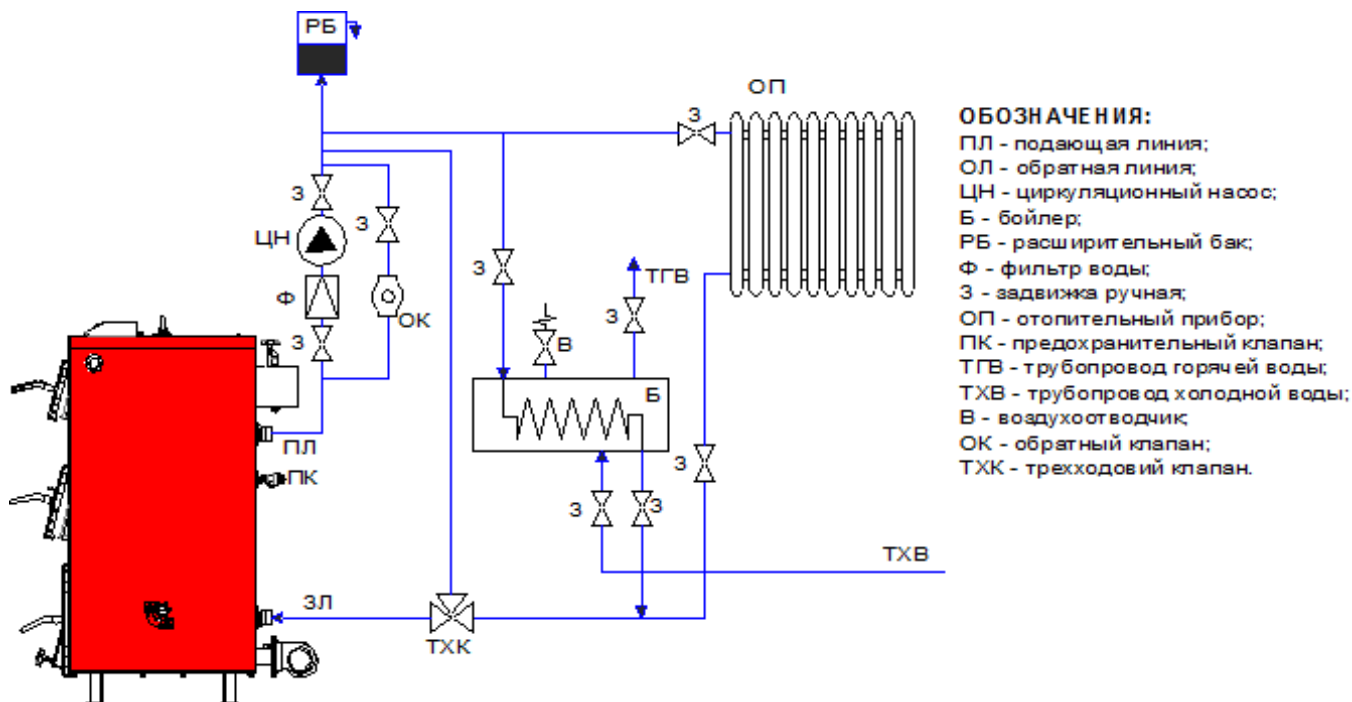 РБ
ОП
З
З
ЦН
З
Ф
ОК
З
З
ТГВ
З
В
Б
ПЛ
ПК
З
З
З
ТХВ
ЗЛ
ТХК
ОБОЗНАЧЕНИЯ:
ПЛ - подающая линия;
ОЛ - обратная линия;
ЦН - циркуляционный насос;
Б - бойлер;
РБ - расширительный бак;
Ф - фильтр воды;
З - задвижка ручная;
ОП - отопительный прибор;
ПК - предохранительный клапан;
ТГВ - трубопровод горячей воды;
ТХВ - трубопровод холодной воды;
В - воздухоотводчик;
ОК - обратный клапан;
ТХК - трехходовий клапан.